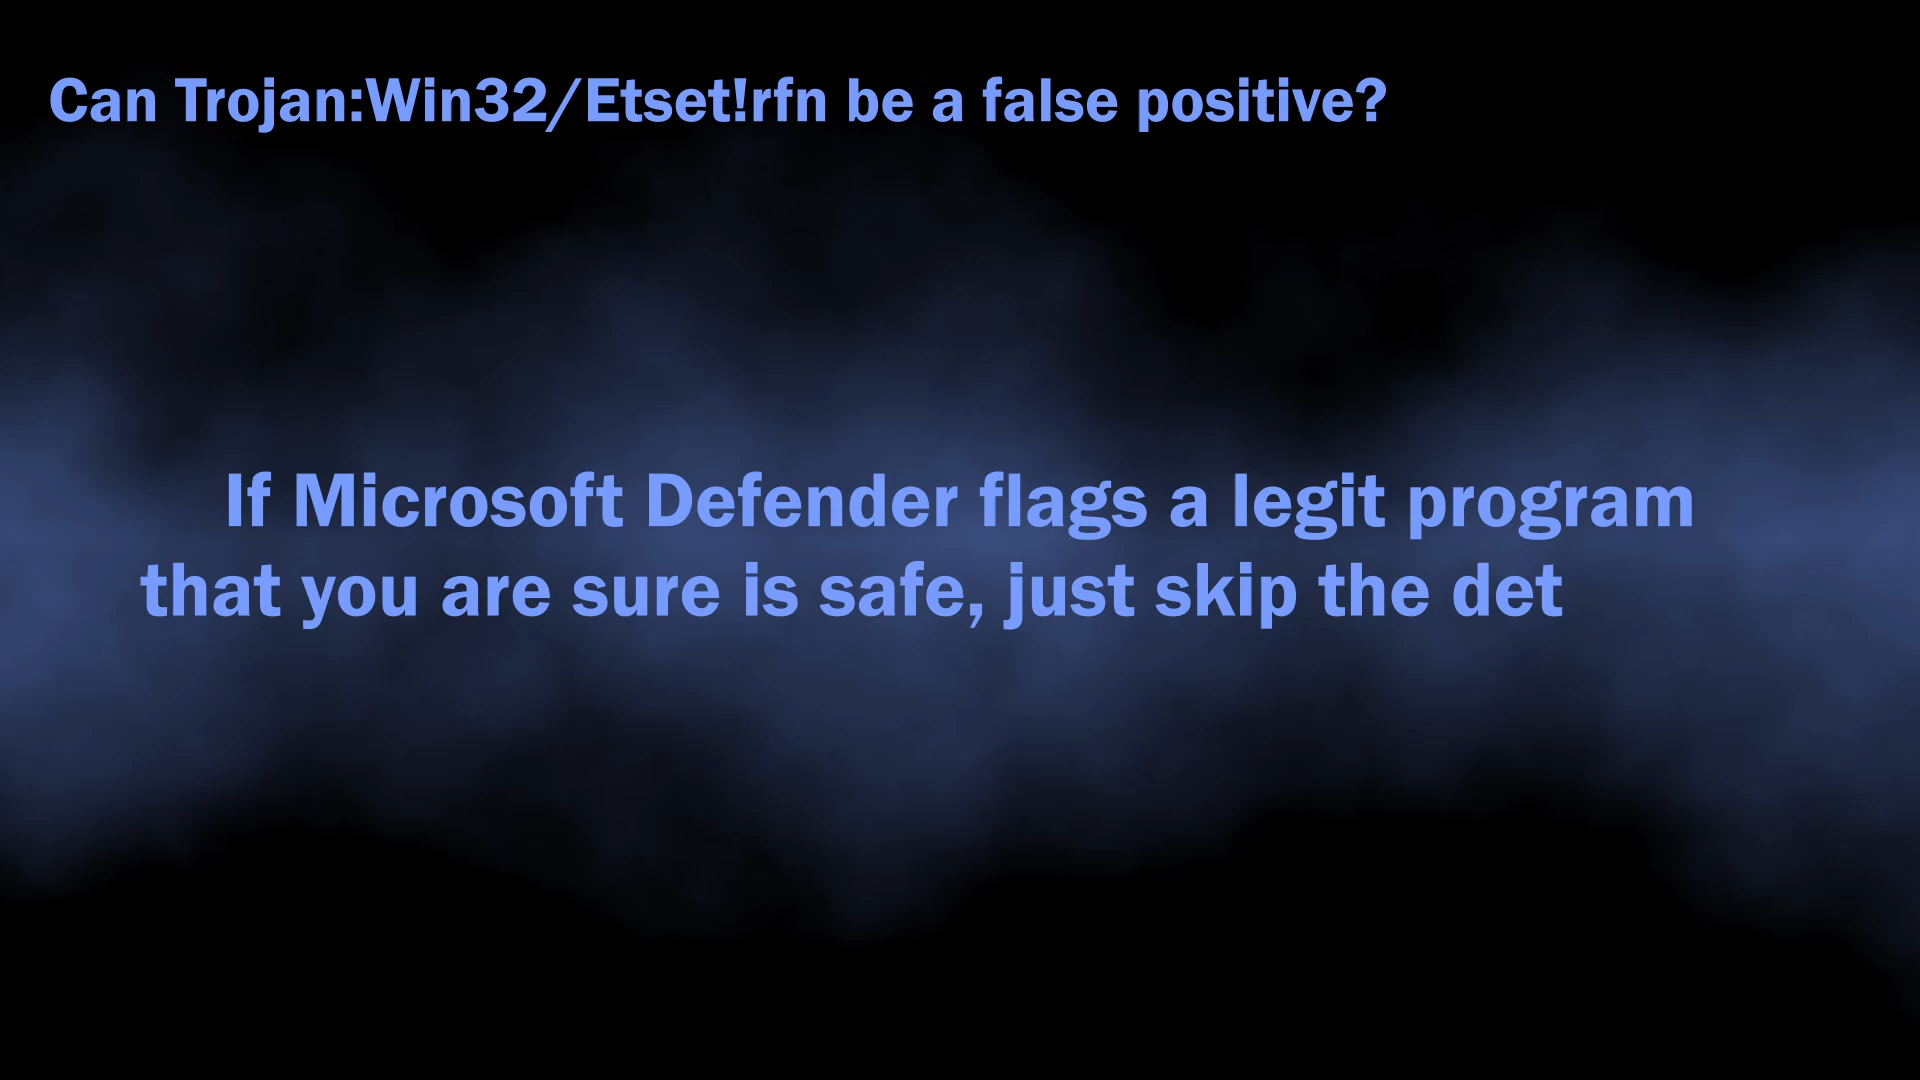 Can Trojan:Win32/Etset!rfn be a false positive?
If Microsoft Defender flags a legit program
that you are sure is safe, just skip the det